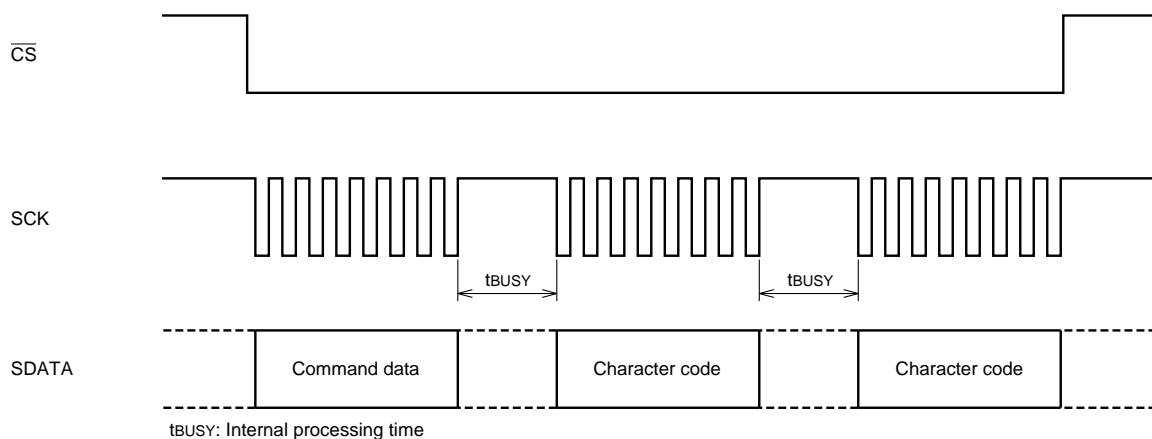 CS
SCK
tBUSY
tBUSY
SDATA
Command data
Character code
Character code
tBUSY: Internal processing time